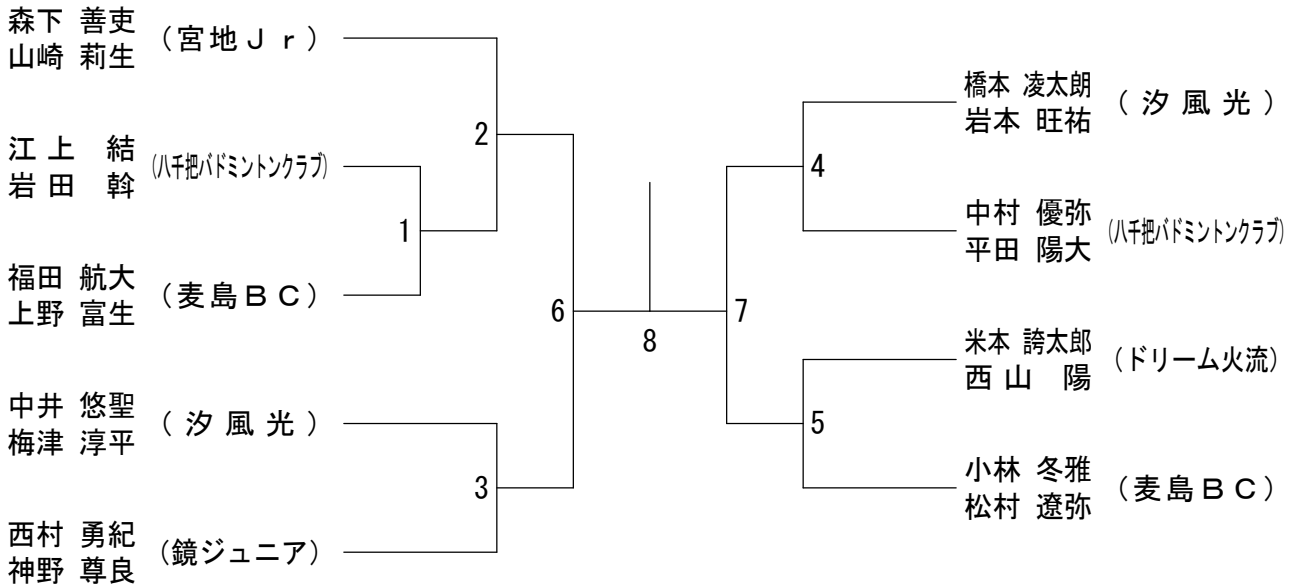 森下 善吏
山崎 莉生
(宮地Jr)
2
江上 結
岩田 幹
(八千把バドミントンクラブ)
1
福田 航大
上野 富生
(麦島BC)
6
中井 悠聖
梅津 淳平
(汐風光)
3
西村 勇紀
神野 尊良
(鏡ジュニア)
8
橋本 凌太朗
岩本 旺祐
(汐風光)
4
中村 優弥
平田 陽大
(八千把バドミントンクラブ)
7
米本 誇太郎
西山 陽
(ドリーム火流)
5
小林 冬雅
松村 遼弥
(麦島BC)